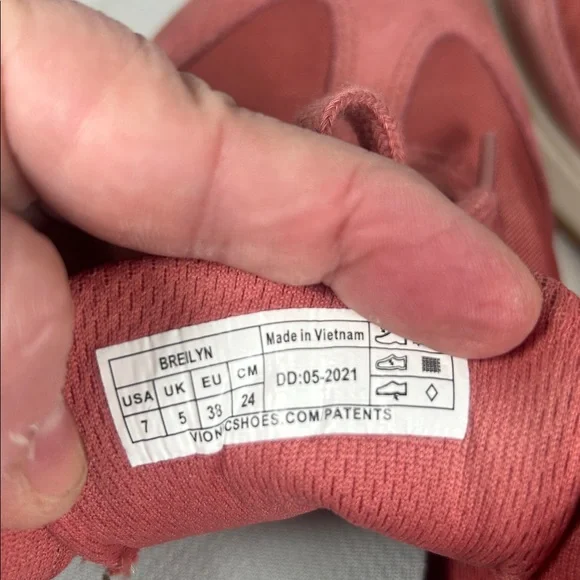 BREILYN
Made in Vietnam
USA UK EU CM
7 5 38 24
DD:05-2021
VIONICSHOES.COM/PATENTS